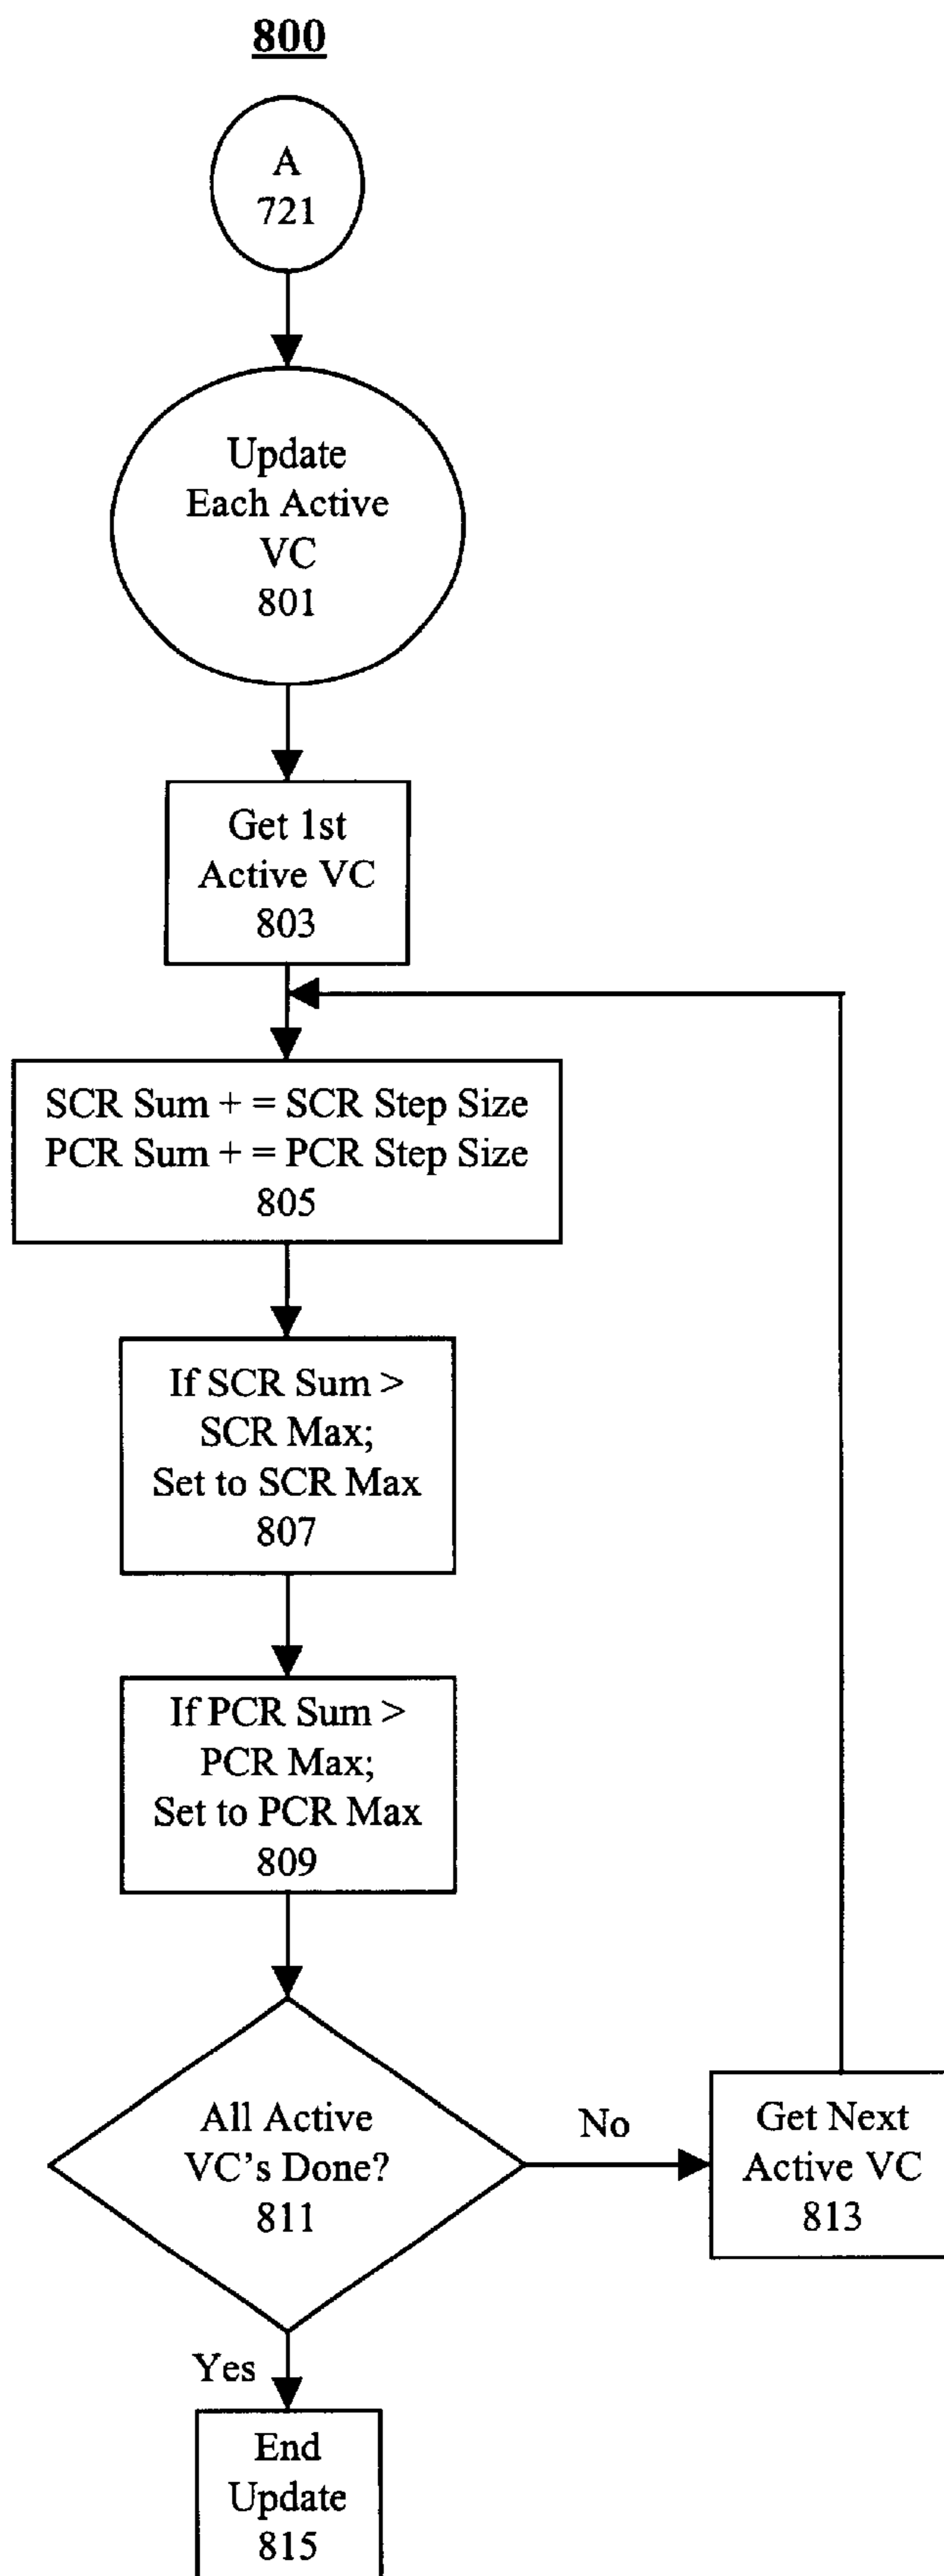 800
A
721
Update
Each Active
VC
801
Get 1st
Active VC
803
SCR Sum + = SCR Step Size
PCR Sum + = PCR Step Size
805
If SCR Sum >
SCR Max;
Set to SCR Max
807
If PCR Sum >
PCR Max;
Set to PCR Max
809
All Active
VC's Done?
811
No
Get Next
Active VC
813
Yes
End
Update
815